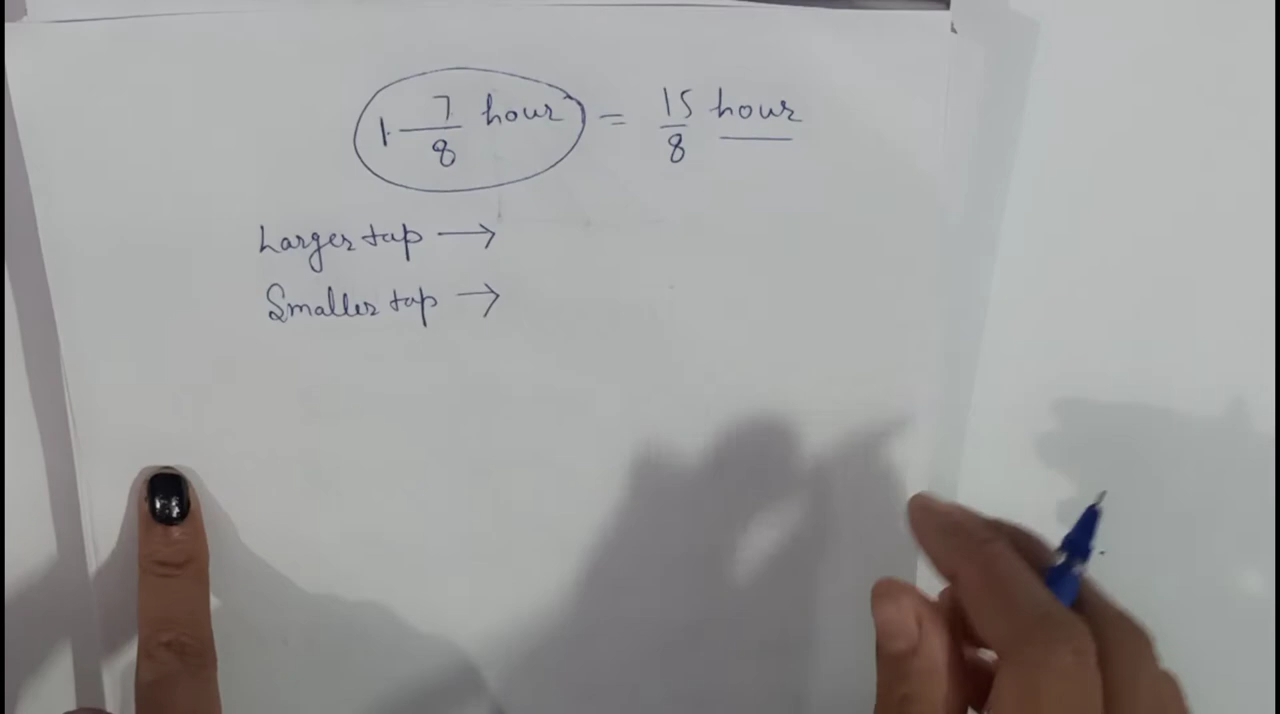 1 7/8 hour = 15/8 hour
Larger tap →
Smaller tap →